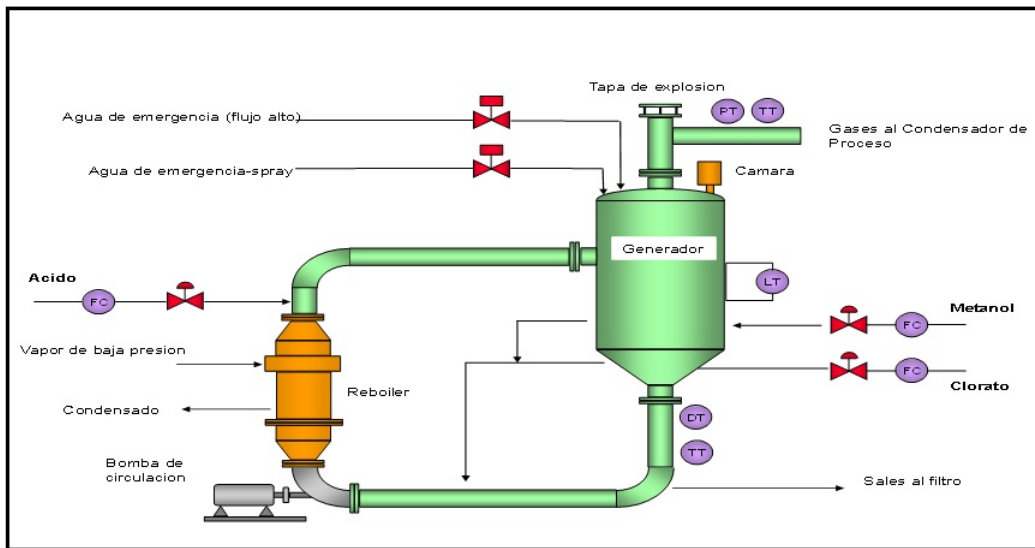 Tapa de explosion
PT
TT
Agua de emergencia (flujo alto)
Gases al Condensador de
Proceso
Agua de emergencia-spray
Camara
Generador
Acido
FC
LT
Metanol
FC
Vapor de baja presion
FC
Clorato
Reboiler
Condensado
DT
TT
Bomba de
circulacion
Sales al filtro